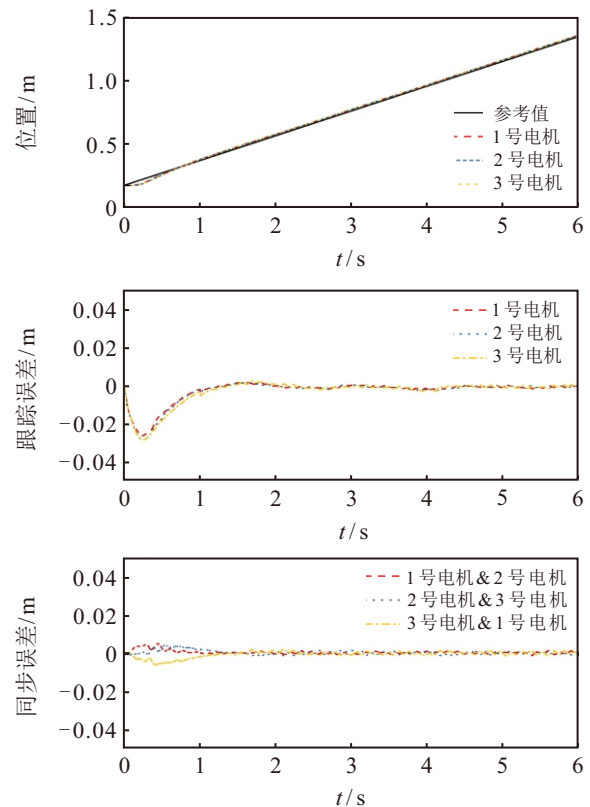 1.5
1.0
0.5
0
位置/m
参考值
1号电机
2号电机
3号电机
0 1 2 3 4 5 6
t/s
0.04
0.02
0
−0.02
−0.04
跟踪误差/m
1号电机
2号电机
3号电机
0 1 2 3 4 5 6
t/s
0.04
0.02
0
−0.02
−0.04
同步误差/m
1号电机&2号电机
2号电机&3号电机
3号电机&1号电机
0 1 2 3 4 5 6
t/s